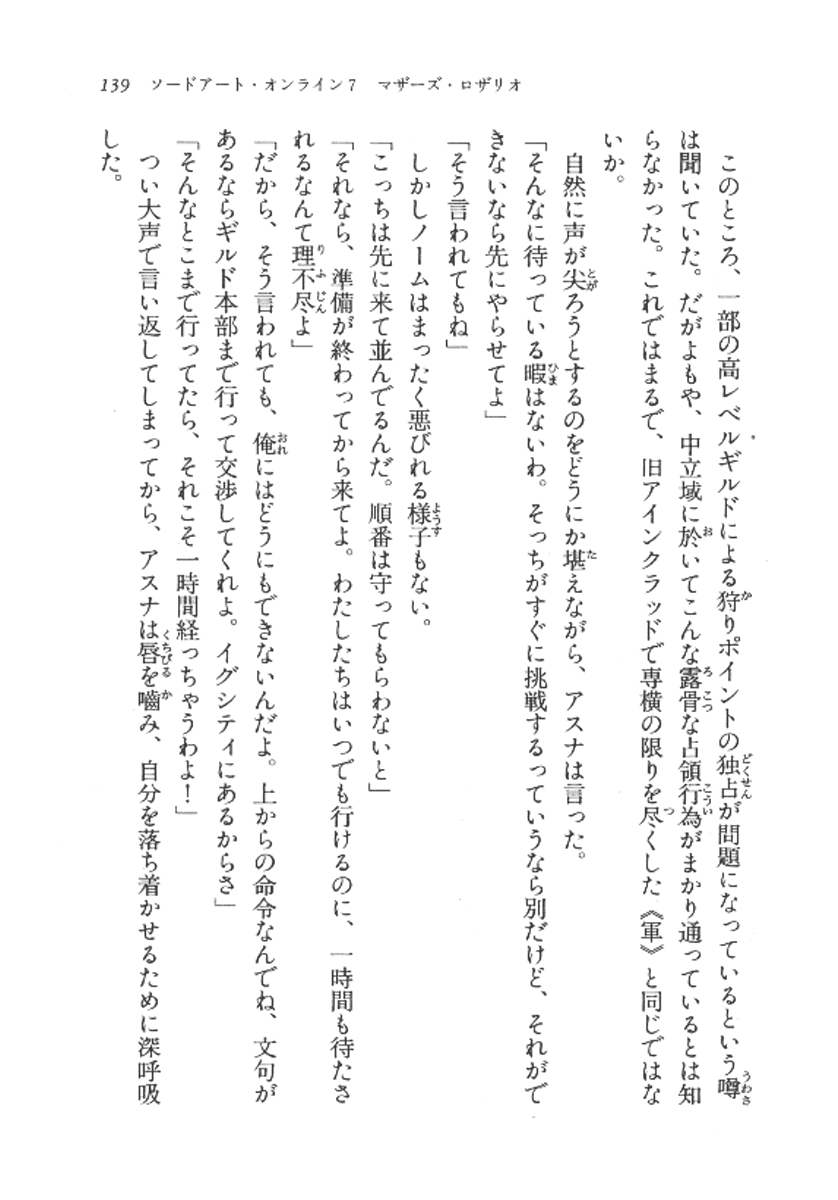 139　ソードアート・オンライン7　マザーズ・ロザリオ
　このところ、一部の高レベルギルドによる狩りポイントの独占が問題になっているという噂
は聞いていた。だがよもや、中立域に於いてこんな露骨な占領行為がまかり通っているとは知
らなかった。これではまるで、旧アインクラッドで専横の限りを尽くした《軍》と同じではな
いか。
　自然に声が尖ろうとするのをどうにか堪えながら、アスナは言った。
「そんなに待っている暇はないわ。そっちがすぐに挑戦するっていうなら別だけど、それがで
きないなら先にやらせてよ」
「そう言われてもね」
　しかしノームはまったく悪びれる様子もない。
「こっちは先に来て並んでるんだ。順番は守ってもらわないと」
「それなら、準備が終わってから来てよ。わたしたちはいつでも行けるのに、一時間も待たさ
れるなんて理不尽よ」
「だから、そう言われても、俺にはどうにもできないんだよ。上からの命令なんでね、文句が
あるならギルド本部まで行って交渉してくれよ。イグシティにあるからさ」
「そんなとこまで行ってたら、それこそ一時間経っちゃうわよ！」
　つい大声で言い返してしまってから、アスナは唇を嚙み、自分を落ち着かせるために深呼吸
した。